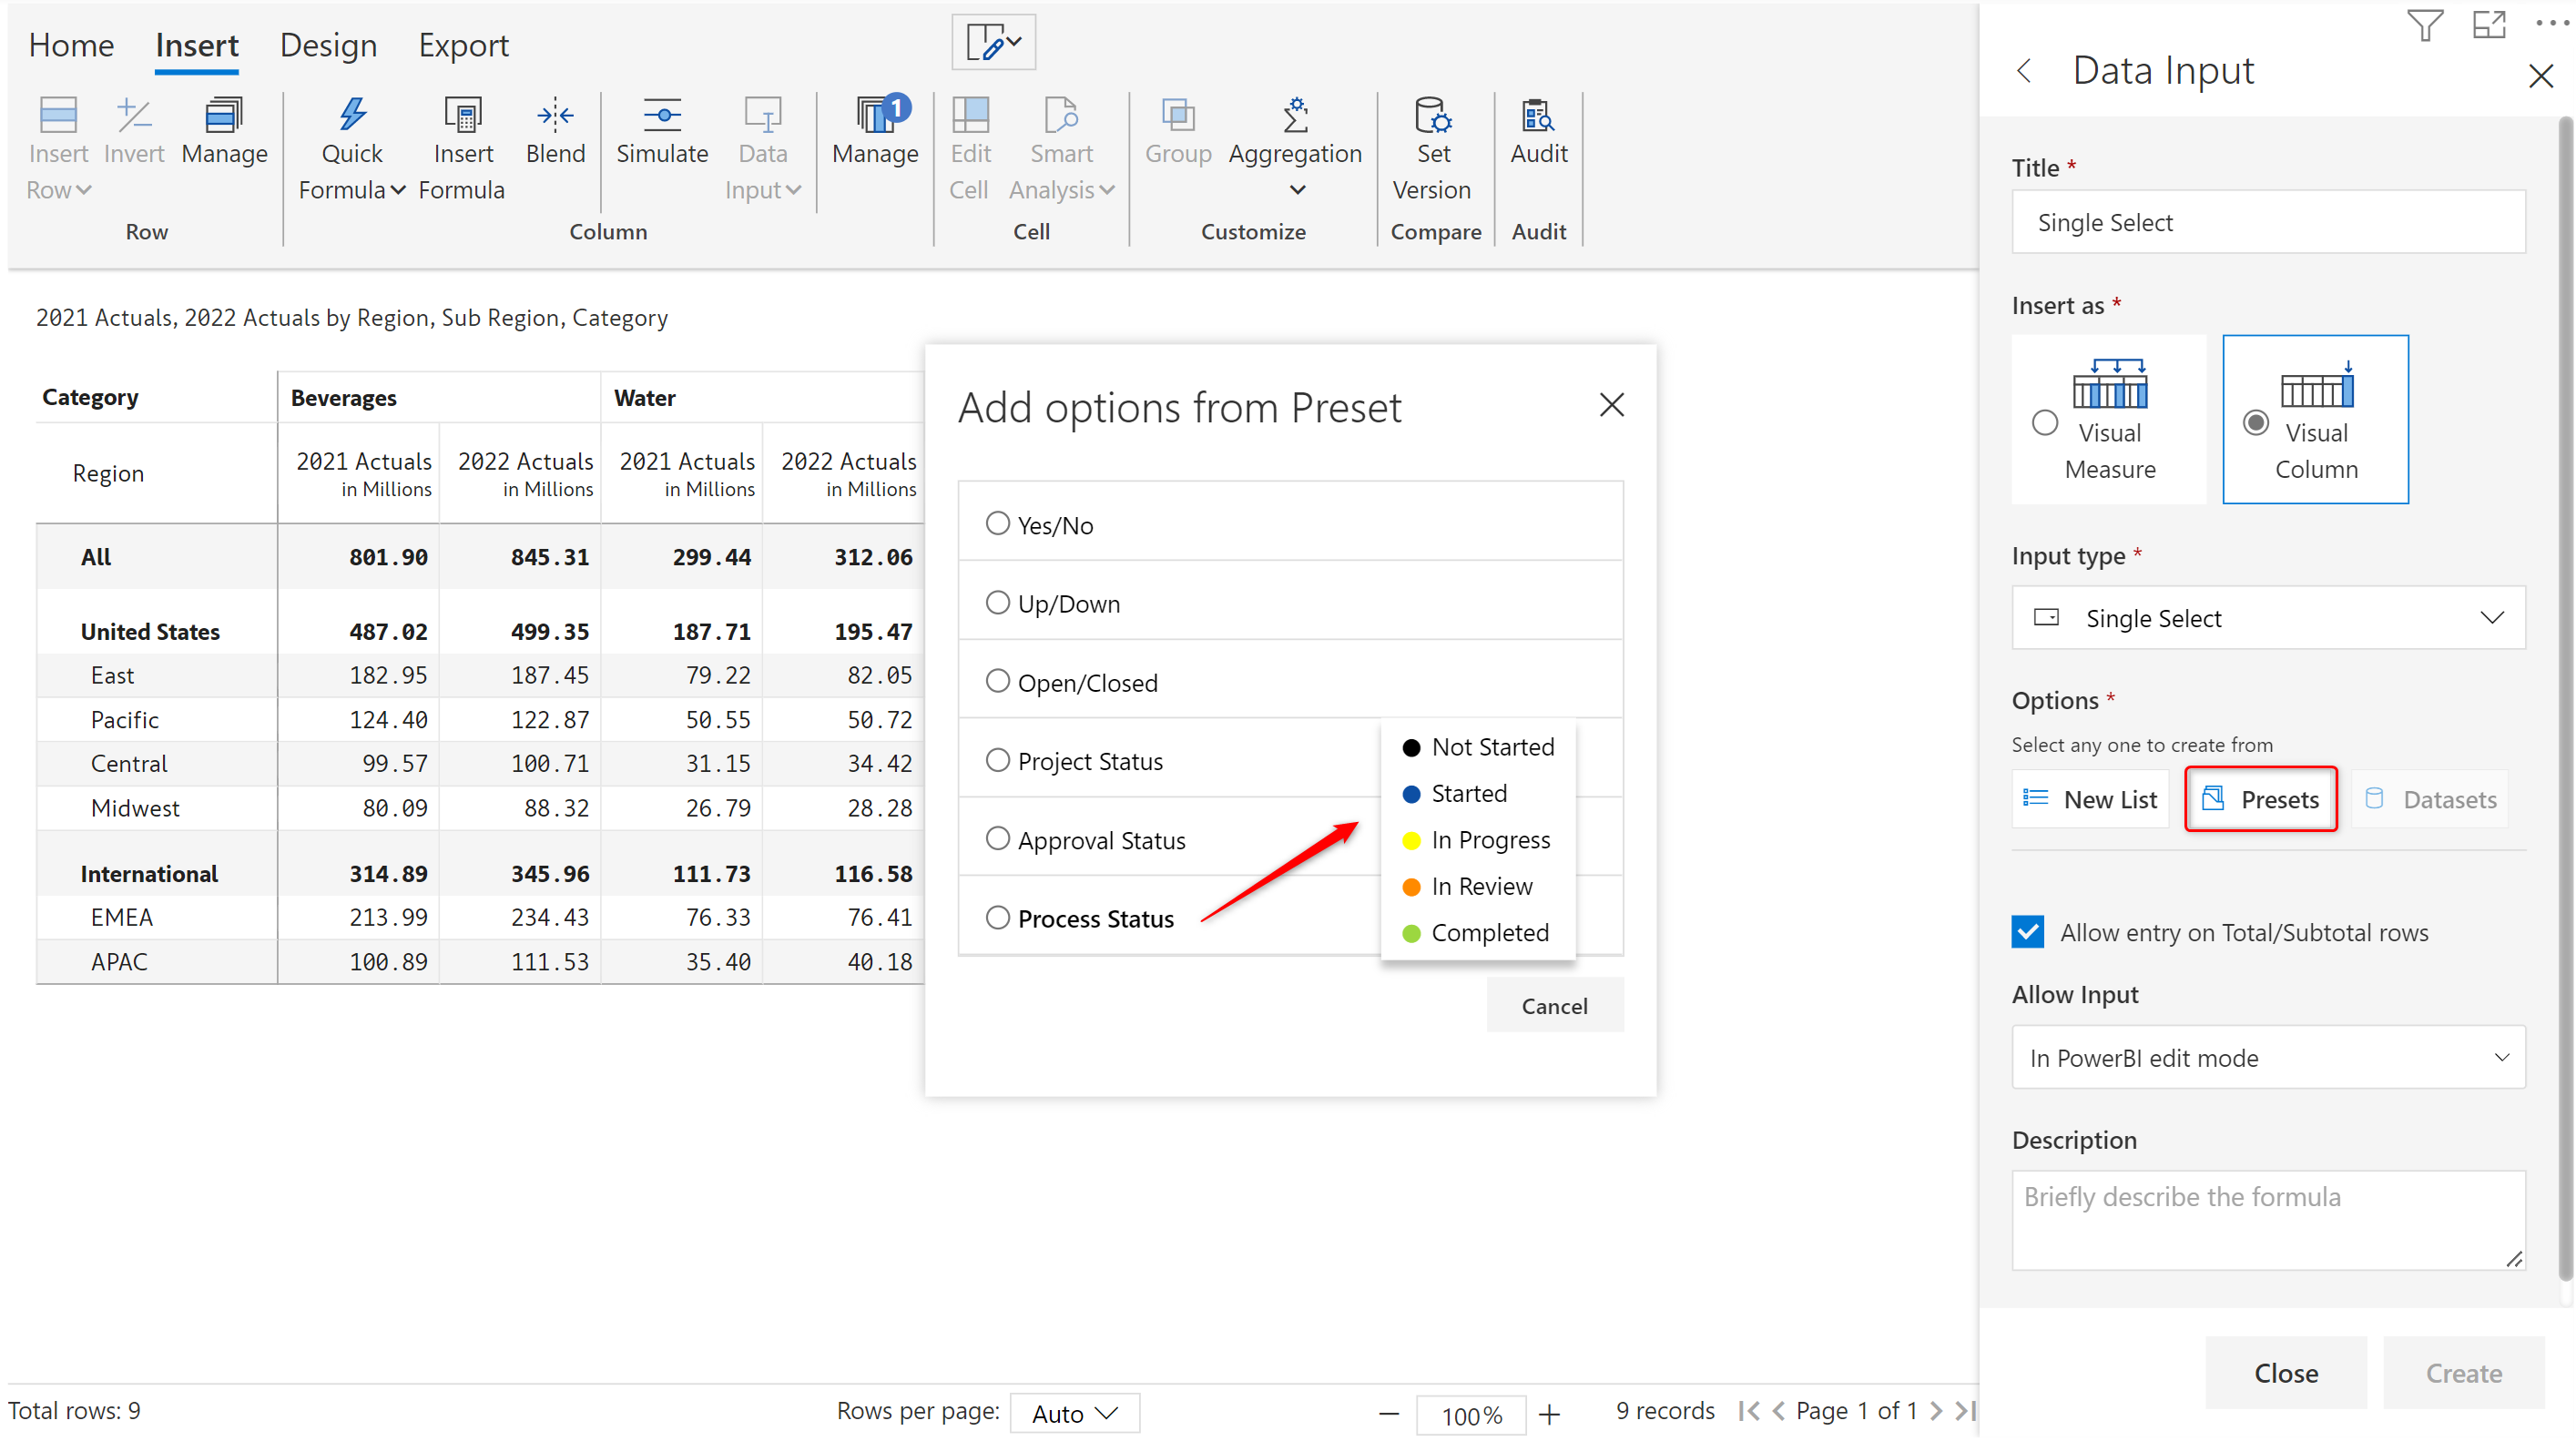 Home Insert Design Export
Insert Row
Invert
Manage
Row
Quick Formula
Insert Formula
Blend
Simulate
Data Input
Manage
1
Column
Edit Cell
Smart Analysis
Cell
Group
Aggregation
Customize
Set Version
Compare
Audit
Audit
2021 Actuals, 2022 Actuals by Region, Sub Region, Category
Category Beverages Water
Region 2021 Actuals in Millions 2022 Actuals in Millions 2021 Actuals in Millions 2022 Actuals in Millions
All 801.90 845.31 299.44 312.06
United States 487.02 499.35 187.71 195.47
East 182.95 187.45 79.22 82.05
Pacific 124.40 122.87 50.55 50.72
Central 99.57 100.71 31.15 34.42
Midwest 80.09 88.32 26.79 28.28
International 314.89 345.96 111.73 116.58
EMEA 213.99 234.43 76.33 76.41
APAC 100.89 111.53 35.40 40.18
Add options from Preset
Yes/No
Up/Down
Open/Closed
Project Status
Approval Status
Process Status
Not Started
Started
In Progress
In Review
Completed
Cancel
Data Input
Title *
Single Select
Insert as *
Visual Measure
Visual Column
Input type *
Single Select
Options *
Select any one to create from
New List Presets Datasets
Allow entry on Total/Subtotal rows
Allow Input
In PowerBI edit mode
Description
Briefly describe the formula
Close Create
Total rows: 9 Rows per page: Auto 100% 9 records Page 1 of 1